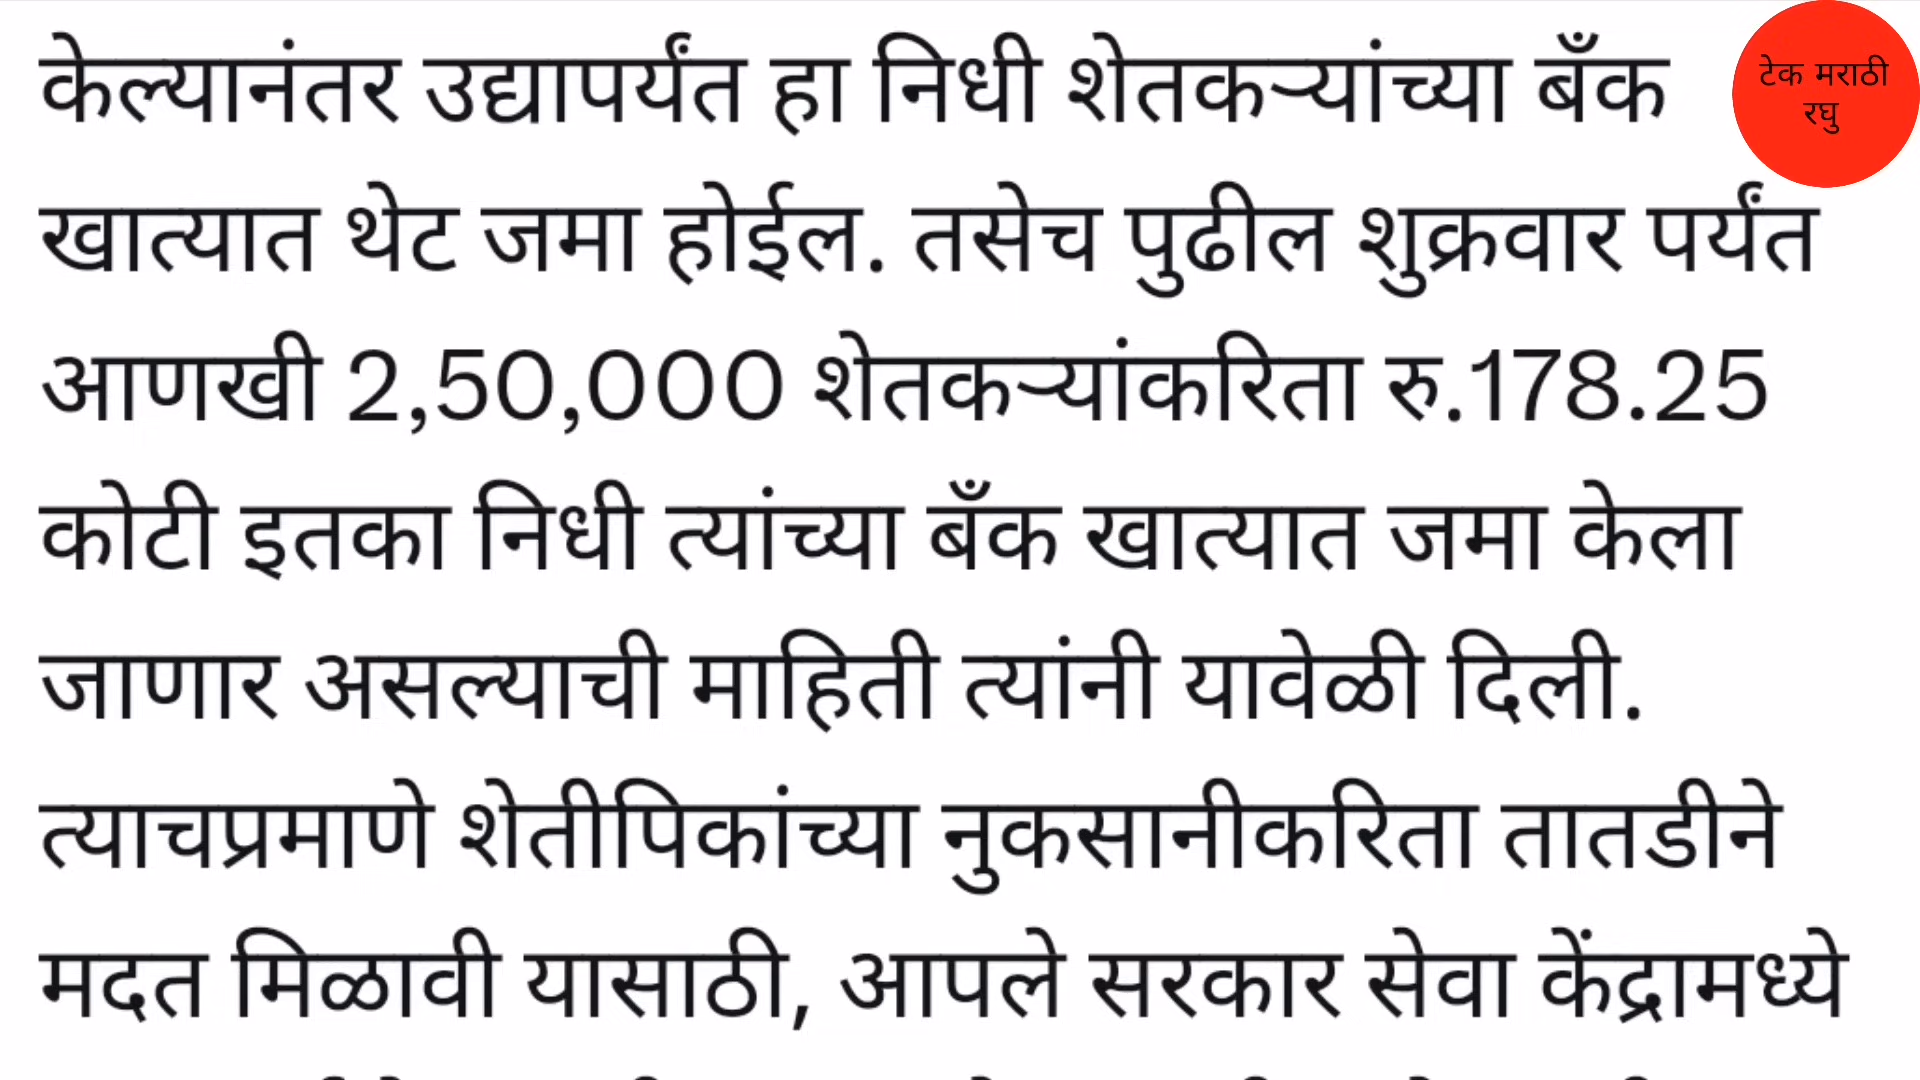 केल्यानंतर उद्यापर्यंत हा निधी शेतकऱ्यांच्या बँक
खात्यात थेट जमा होईल. तसेच पुढील शुक्रवार पर्यंत
आणखी 2,50,000 शेतकऱ्यांकरिता रु.178.25
कोटी इतका निधी त्यांच्या बँक खात्यात जमा केला
जाणार असल्याची माहिती त्यांनी यावेळी दिली.
त्याचप्रमाणे शेतीपिकांच्या नुकसानीकरिता तातडीने
मदत मिळावी यासाठी, आपले सरकार सेवा केंद्रामध्ये
टेक मराठी
रघु